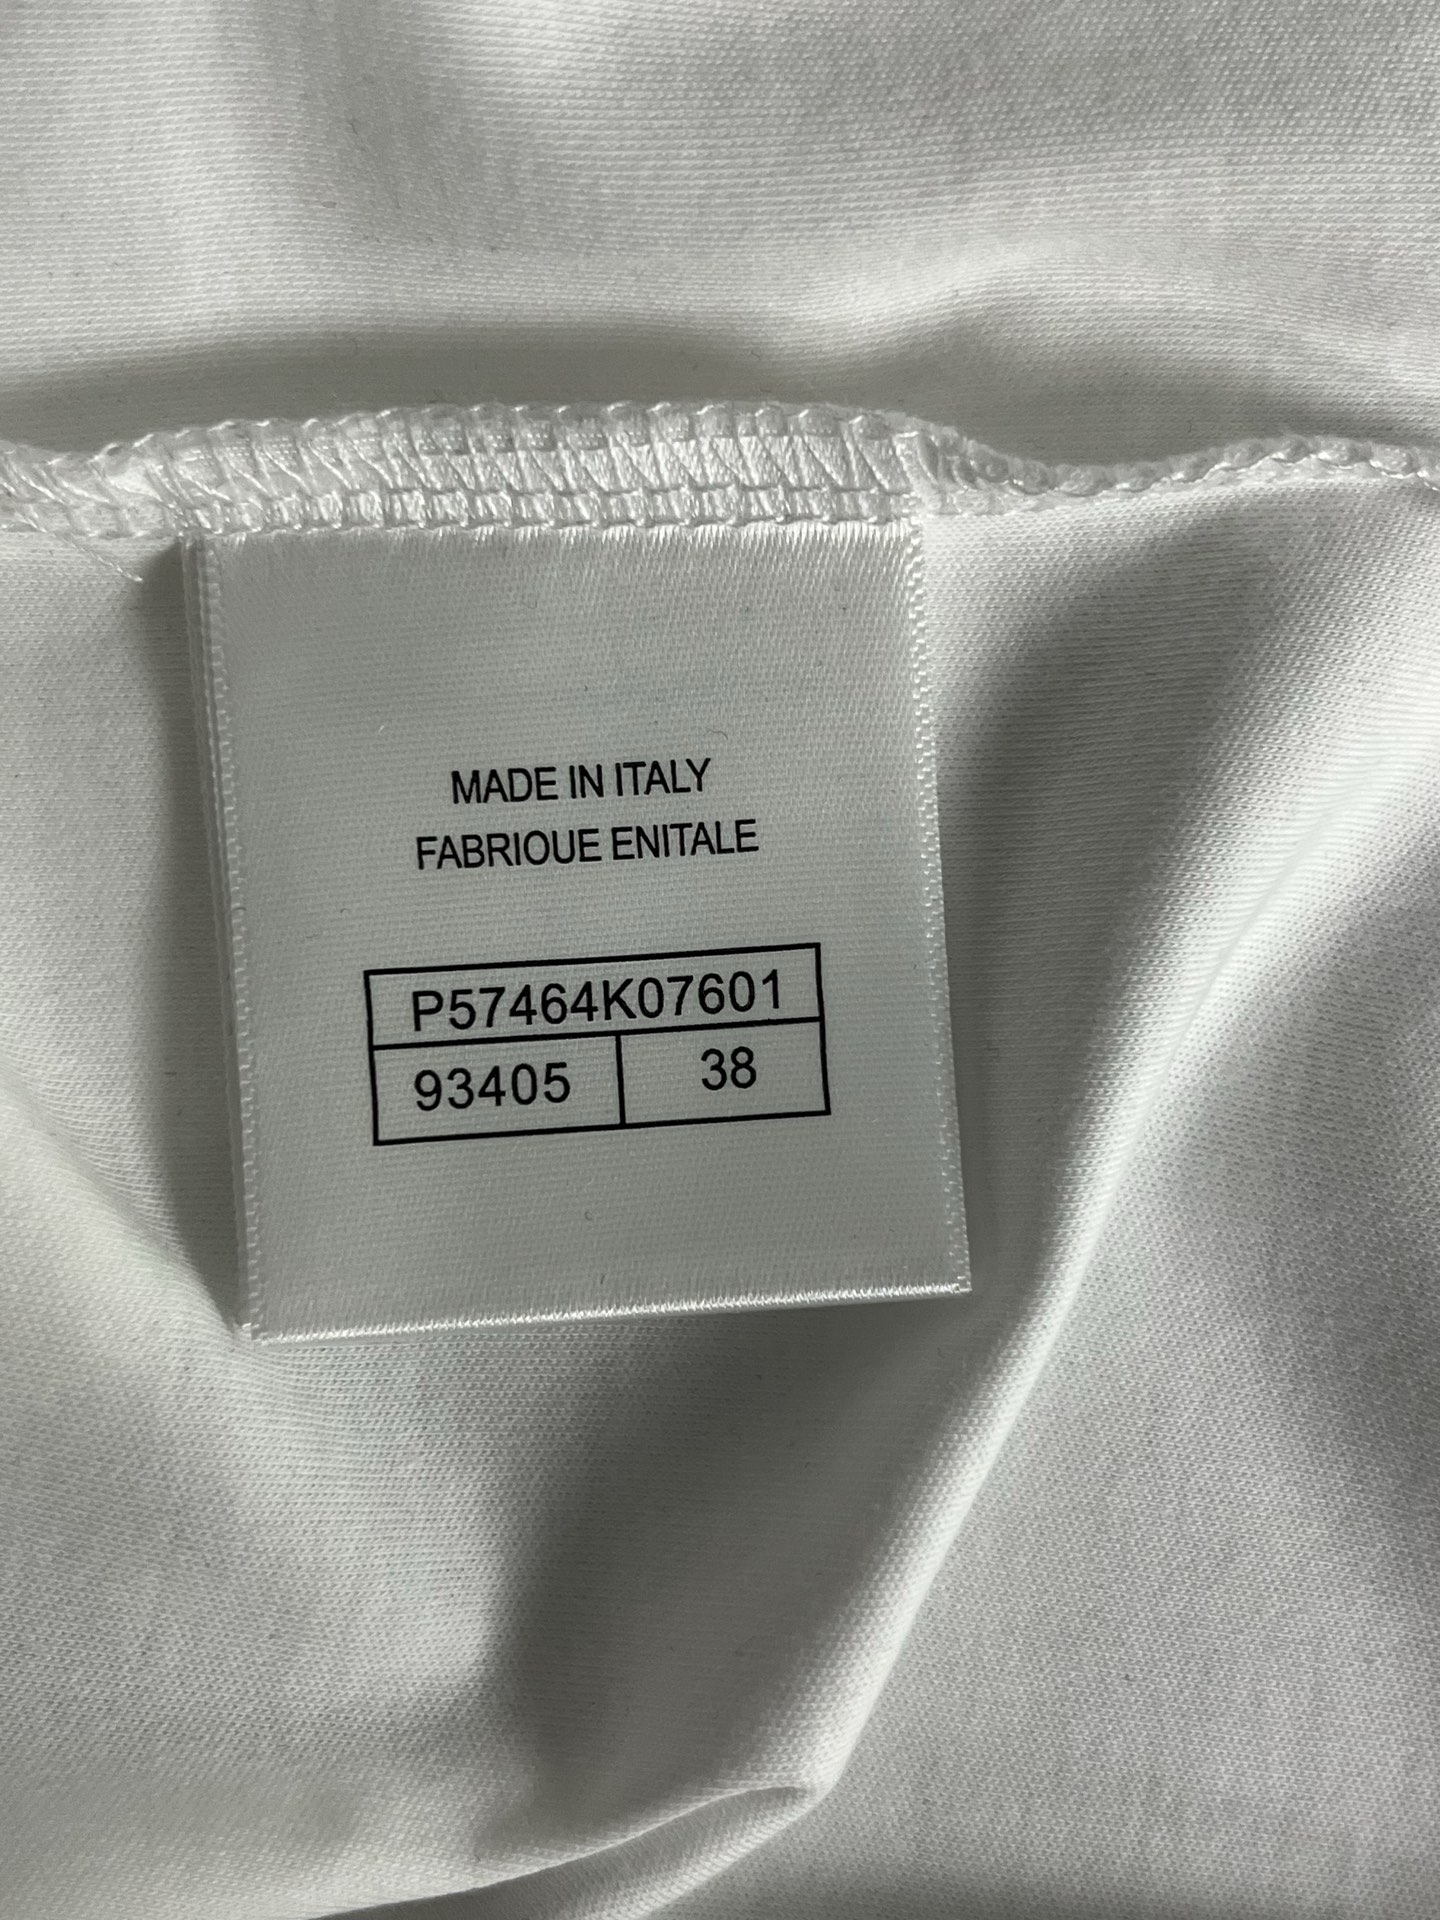 MADE IN ITALY
FABRIOUE ENITALE
P57464K07601
93405 38